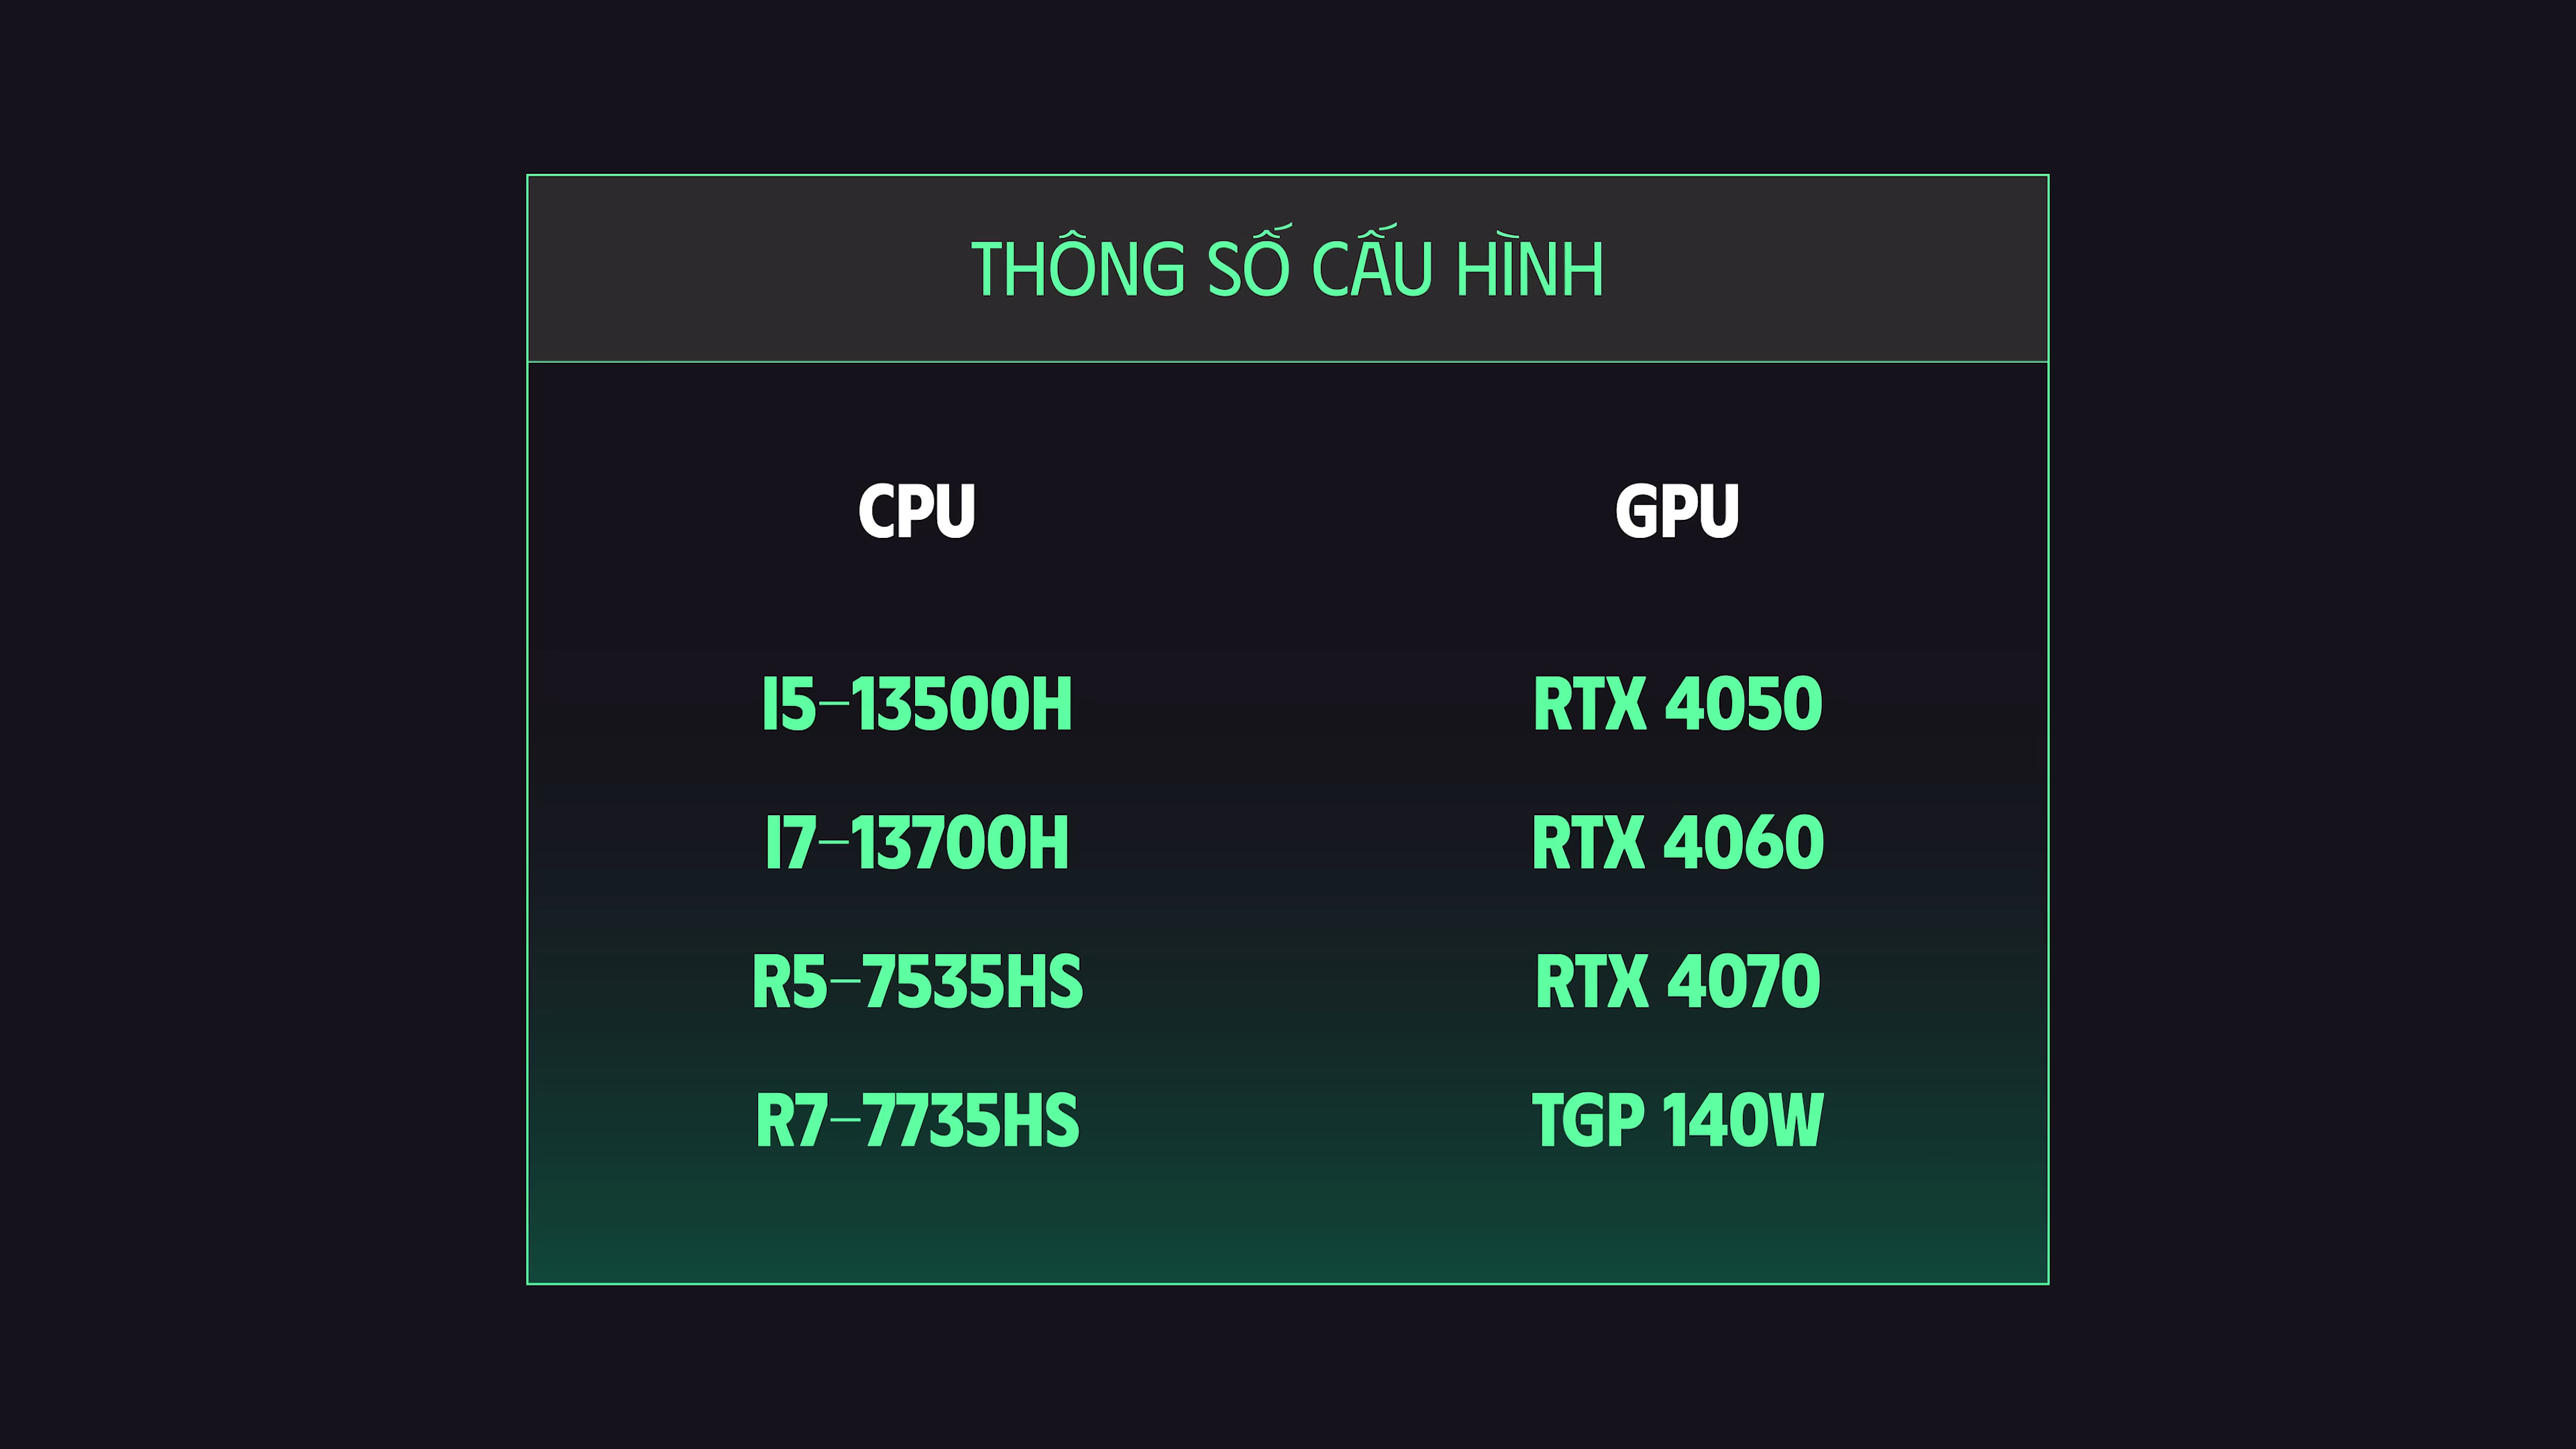 THÔNG SỐ CẤU HÌNH
CPU GPU
I5-13500H RTX 4050
I7-13700H RTX 4060
R5-7535HS RTX 4070
R7-7735HS TGP 140W